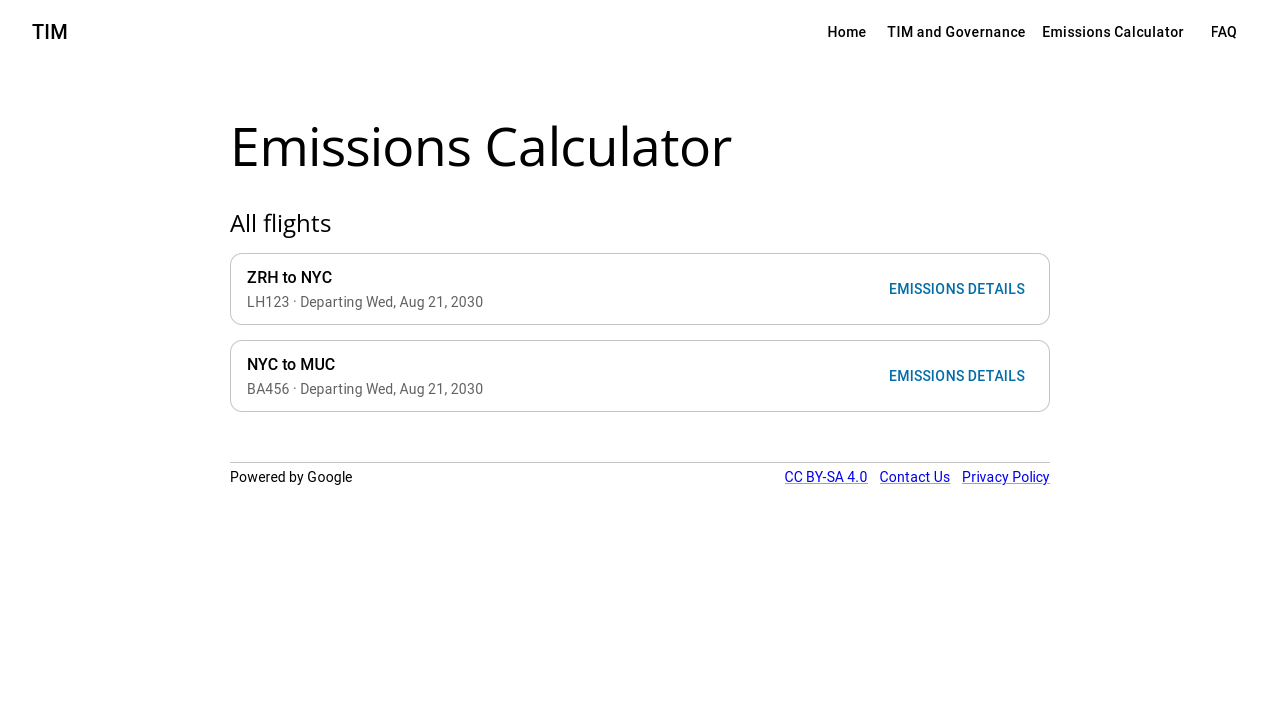 TIM
Home
TIM and Governance
Emissions Calculator
FAQ
Emissions Calculator
All flights
ZRH to NYC
LH123 · Departing Wed, Aug 21, 2030
EMISSIONS DETAILS
NYC to MUC
BA456 · Departing Wed, Aug 21, 2030
EMISSIONS DETAILS
Powered by Google
CC BY-SA 4.0
Contact Us
Privacy Policy